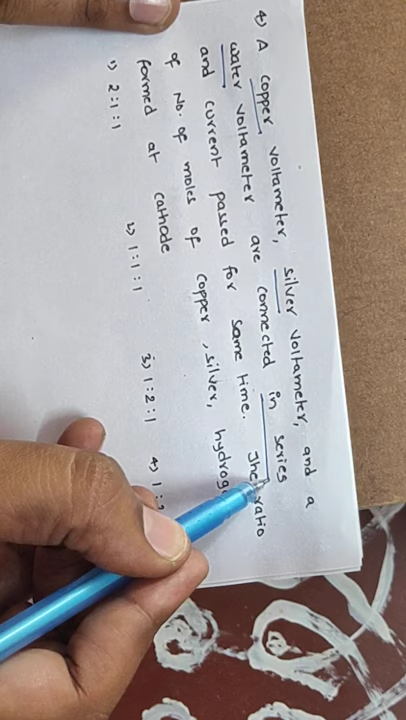 4) A copper voltameter, silver voltameter, and a
water voltameter are connected in series
and current passed for same time. The ratio
of No. of moles of copper, silver,
formed at cathode
1) 2:1:1 2) 1:1:1 3) 1:2:1 4)